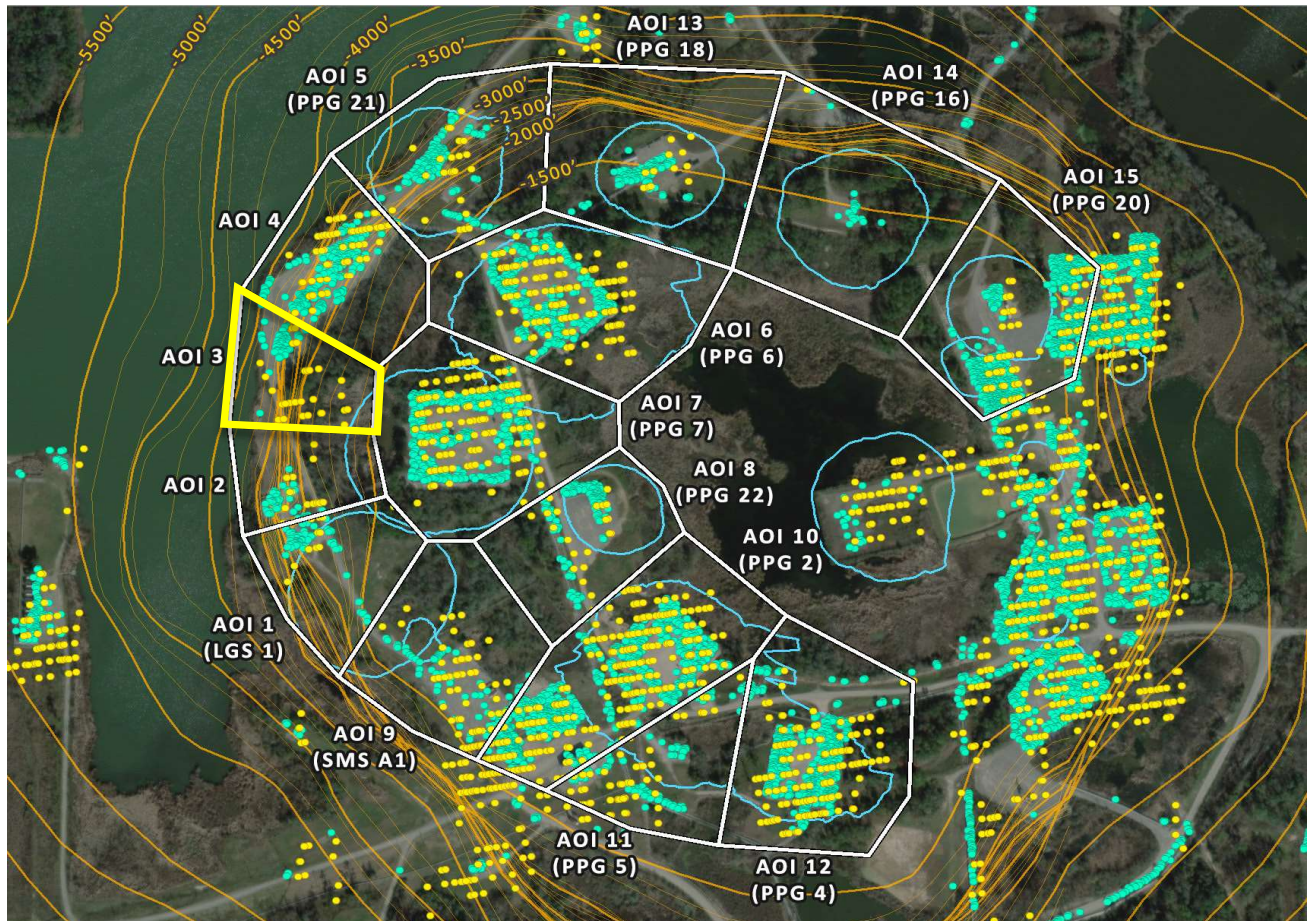 -5500'
-5000'
-4500'
-4000'
-3500'
-3000'
-2500'
-2000'
-1500'
AOI 13
(PPG 18)
AOI 5
(PPG 21)
AOI 14
(PPG 16)
AOI 15
(PPG 20)
AOI 4
AOI 3
AOI 6
(PPG 6)
AOI 7
(PPG 7)
AOI 8
(PPG 22)
AOI 2
AOI 10
(PPG 2)
AOI 1
(LGS 1)
AOI 9
(SMS A1)
AOI 11
(PPG 5)
AOI 12
(PPG 4)